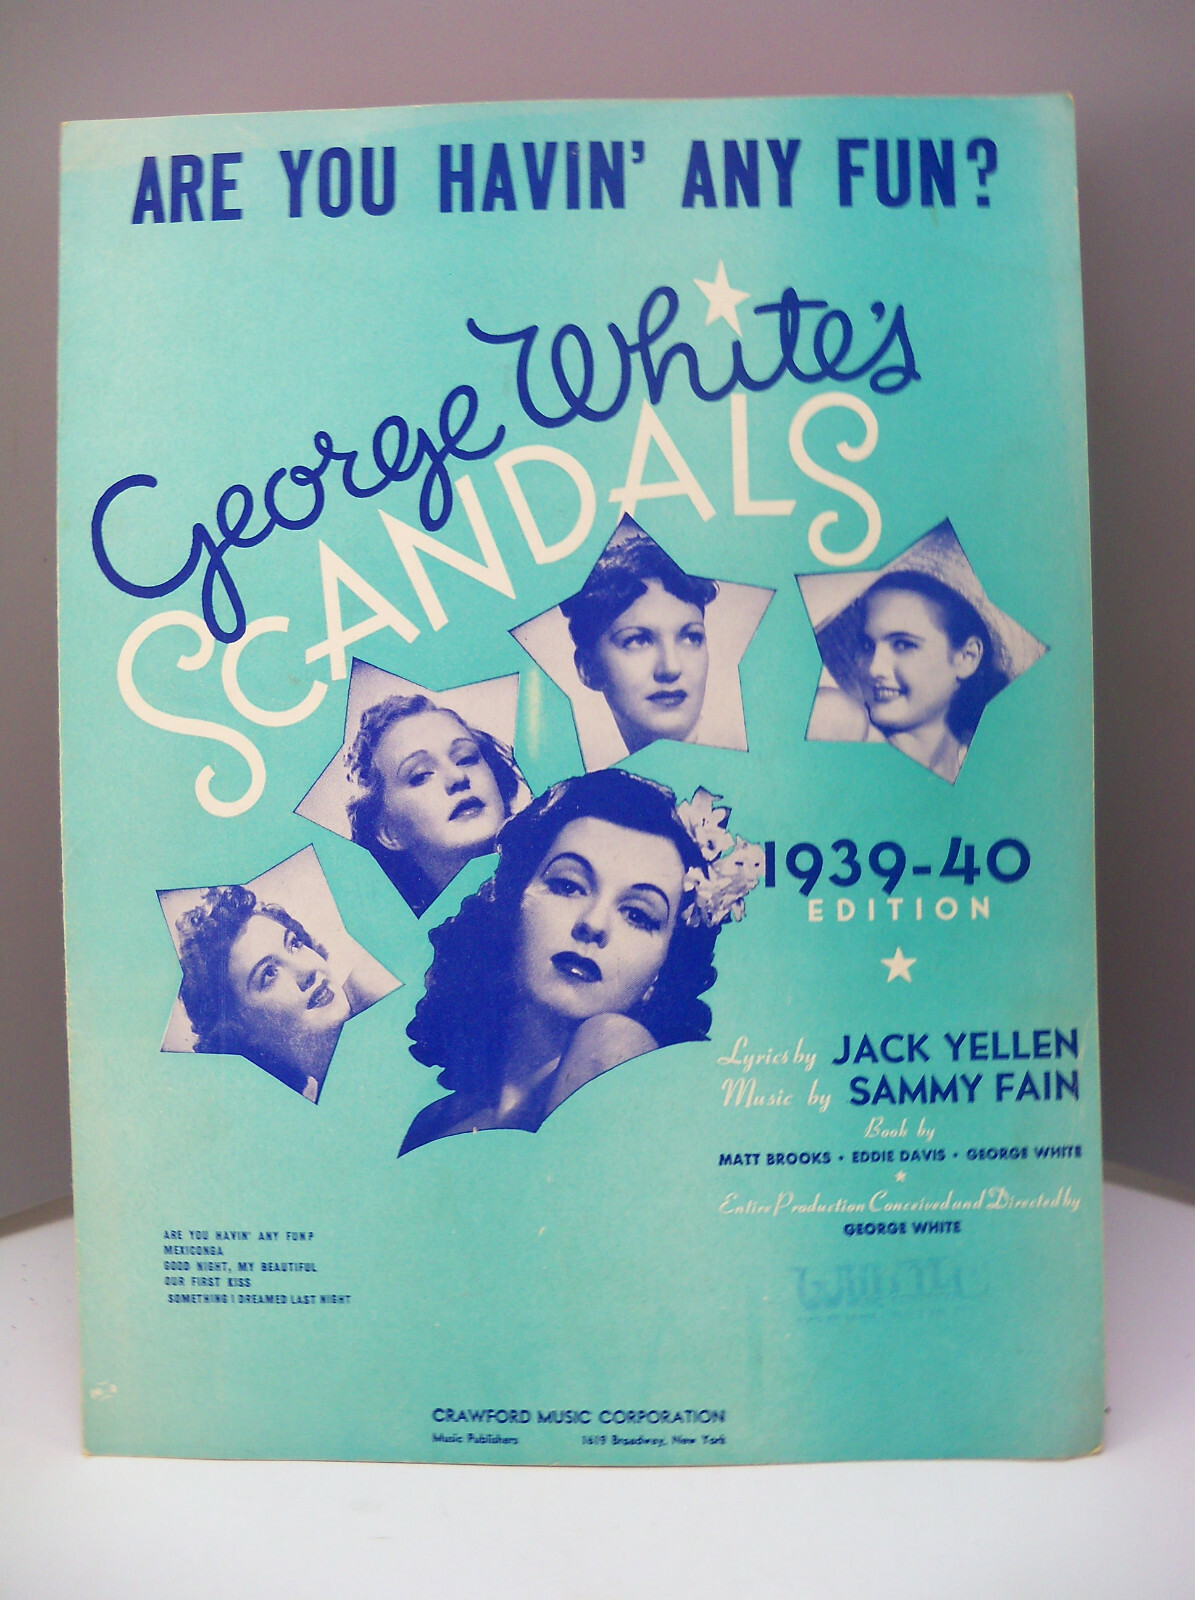 ARE YOU HAVIN' ANY FUN?
George White's
SCANDALS
1939-40
EDITION
Lyrics by JACK YELLEN
Music by SAMMY FAIN
Book by
MATT BROOKS • EDDIE DAVIS • GEORGE WHITE
Entire Production Conceived and Directed by
GEORGE WHITE
ARE YOU HAVIN' ANY FUN?
MEXICONGA
GOOD NIGHT, MY BEAUTIFUL
OUR FIRST KISS
SOMETHING I DREAMED LAST NIGHT
CRAWFORD MUSIC CORPORATION
Music Publishers 1619 Broadway, New York